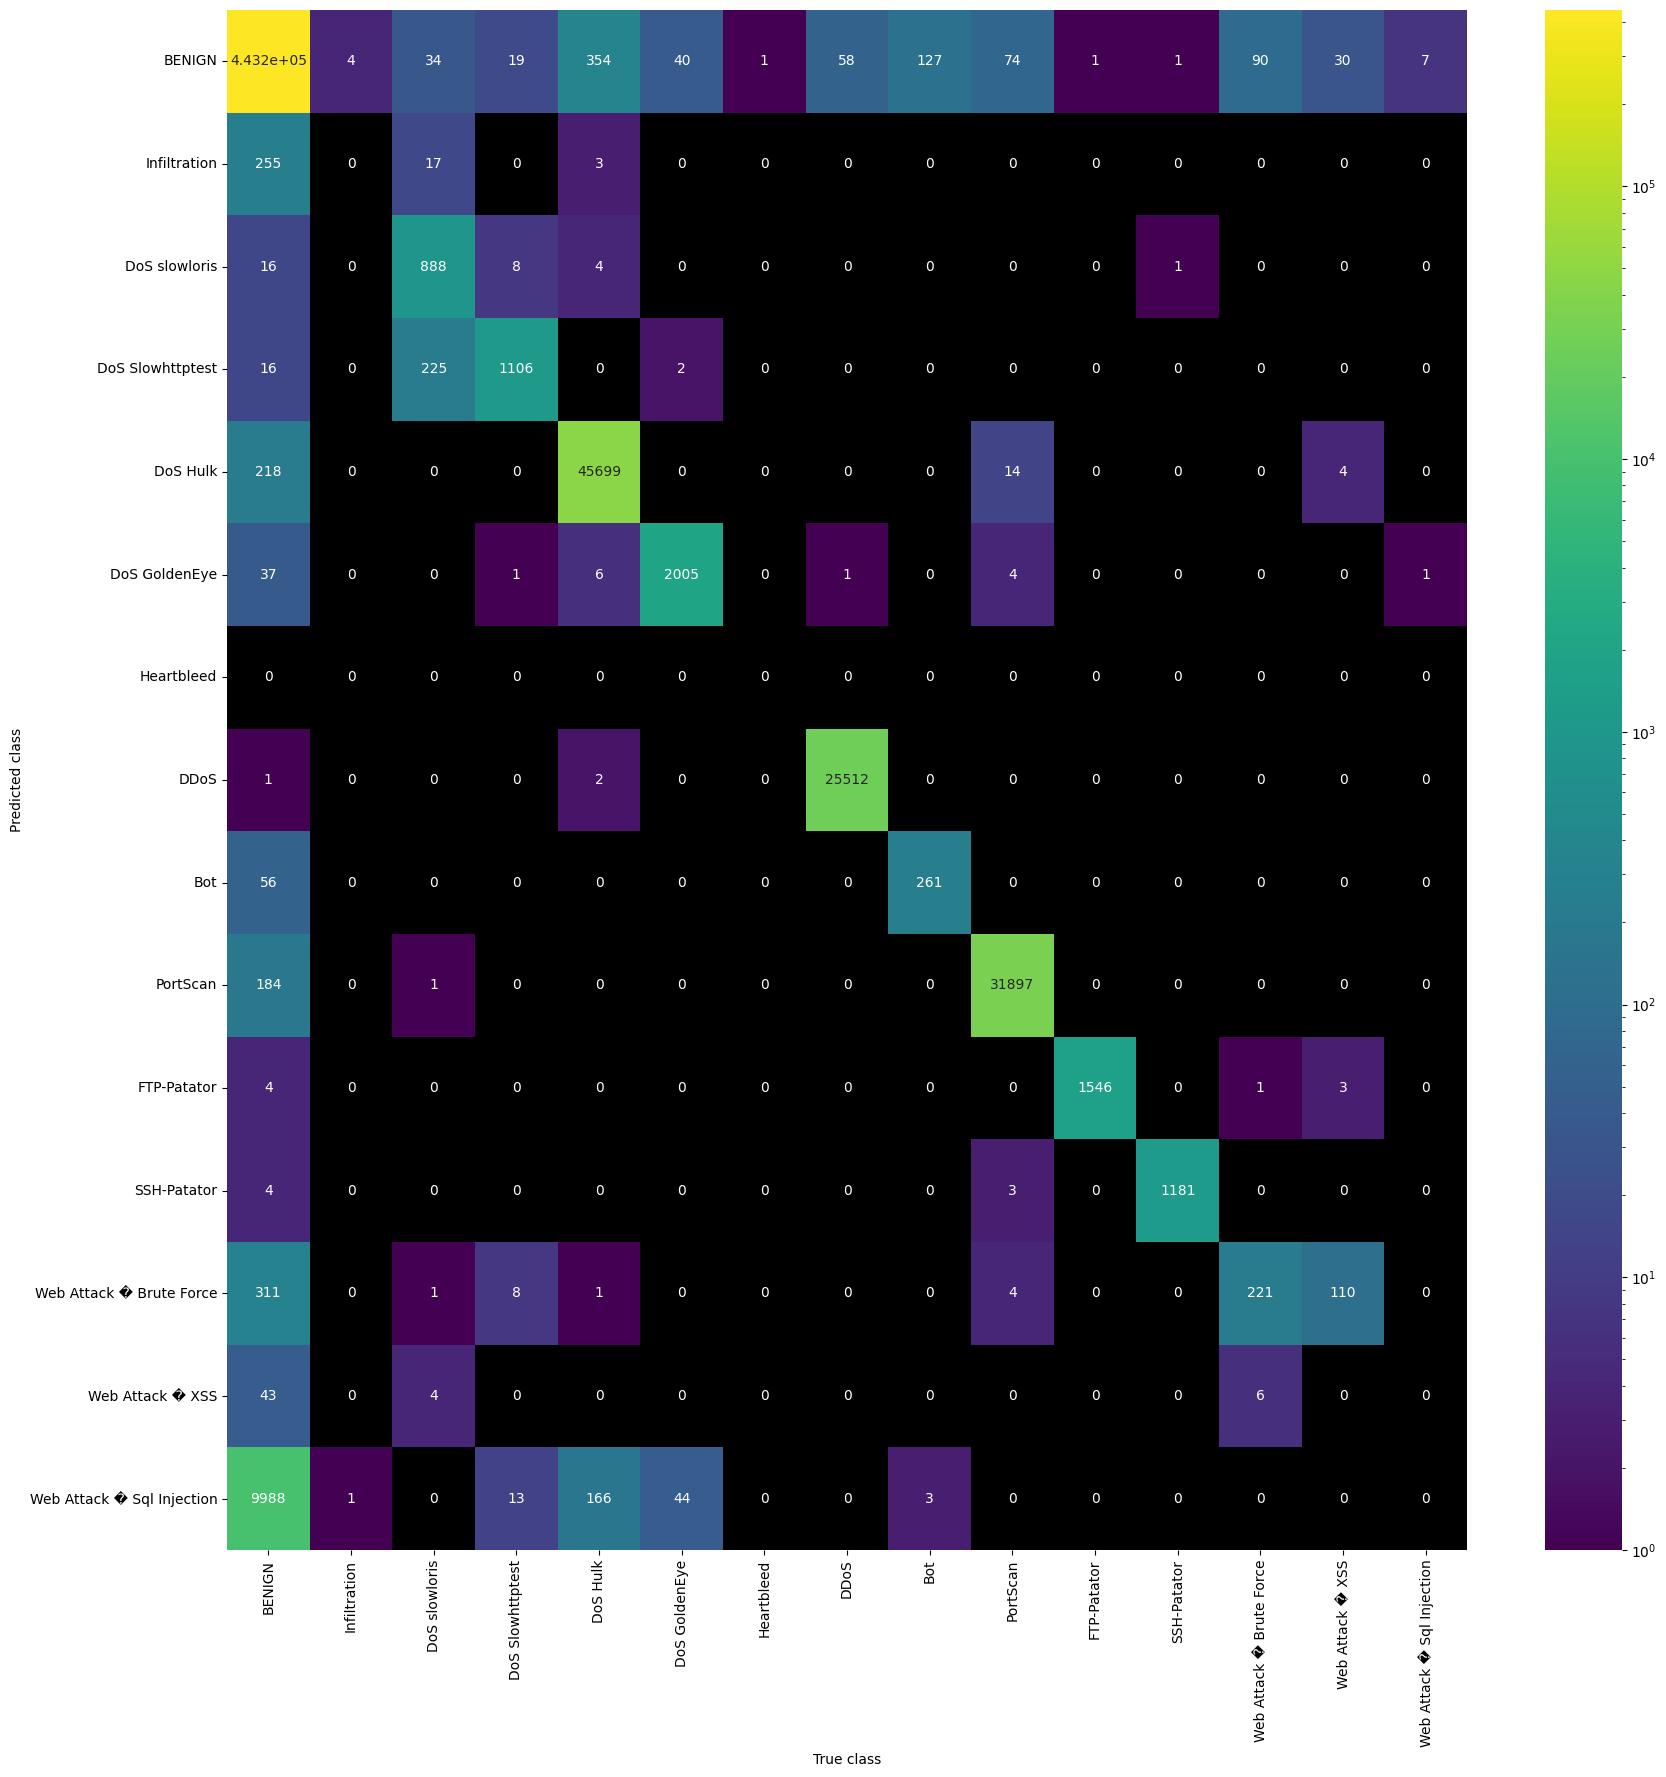 BENIGN 4.432e+05 4 34 19 354 40 1 58 127 74 1 1 90 30 7
Infiltration 255 0 17 0 3 0 0 0 0 0 0 0 0 0 0
DoS slowloris 16 0 888 8 4 0 0 0 0 0 0 1 0 0 0
DoS Slowhttptest 16 0 225 1106 0 2 0 0 0 0 0 0 0 0 0
DoS Hulk 218 0 0 0 45699 0 0 0 0 14 0 0 0 4 0
DoS GoldenEye 37 0 0 1 6 2005 0 1 0 4 0 0 0 0 1
Heartbleed 0 0 0 0 0 0 0 0 0 0 0 0 0 0 0
DDoS 1 0 0 0 2 0 0 25512 0 0 0 0 0 0 0
Bot 56 0 0 0 0 0 0 0 261 0 0 0 0 0 0
PortScan 184 0 1 0 0 0 0 0 0 31897 0 0 0 0 0
FTP-Patator 4 0 0 0 0 0 0 0 0 0 1546 0 1 3 0
SSH-Patator 4 0 0 0 0 0 0 0 0 3 0 1181 0 0 0
Web Attack � Brute Force 311 0 1 8 1 0 0 0 0 4 0 0 221 110 0
Web Attack � XSS 43 0 4 0 0 0 0 0 0 0 0 0 6 0 0
Web Attack � Sql Injection 9988 1 0 13 166 44 0 0 3 0 0 0 0 0 0
Predicted class
BENIGN
Infiltration
DoS slowloris
DoS Slowhttptest
DoS Hulk
DoS GoldenEye
Heartbleed
DDoS
Bot
PortScan
FTP-Patator
SSH-Patator
Web Attack � Brute Force
Web Attack � XSS
Web Attack � Sql Injection
True class
10⁵
10⁴
10³
10²
10¹
10⁰